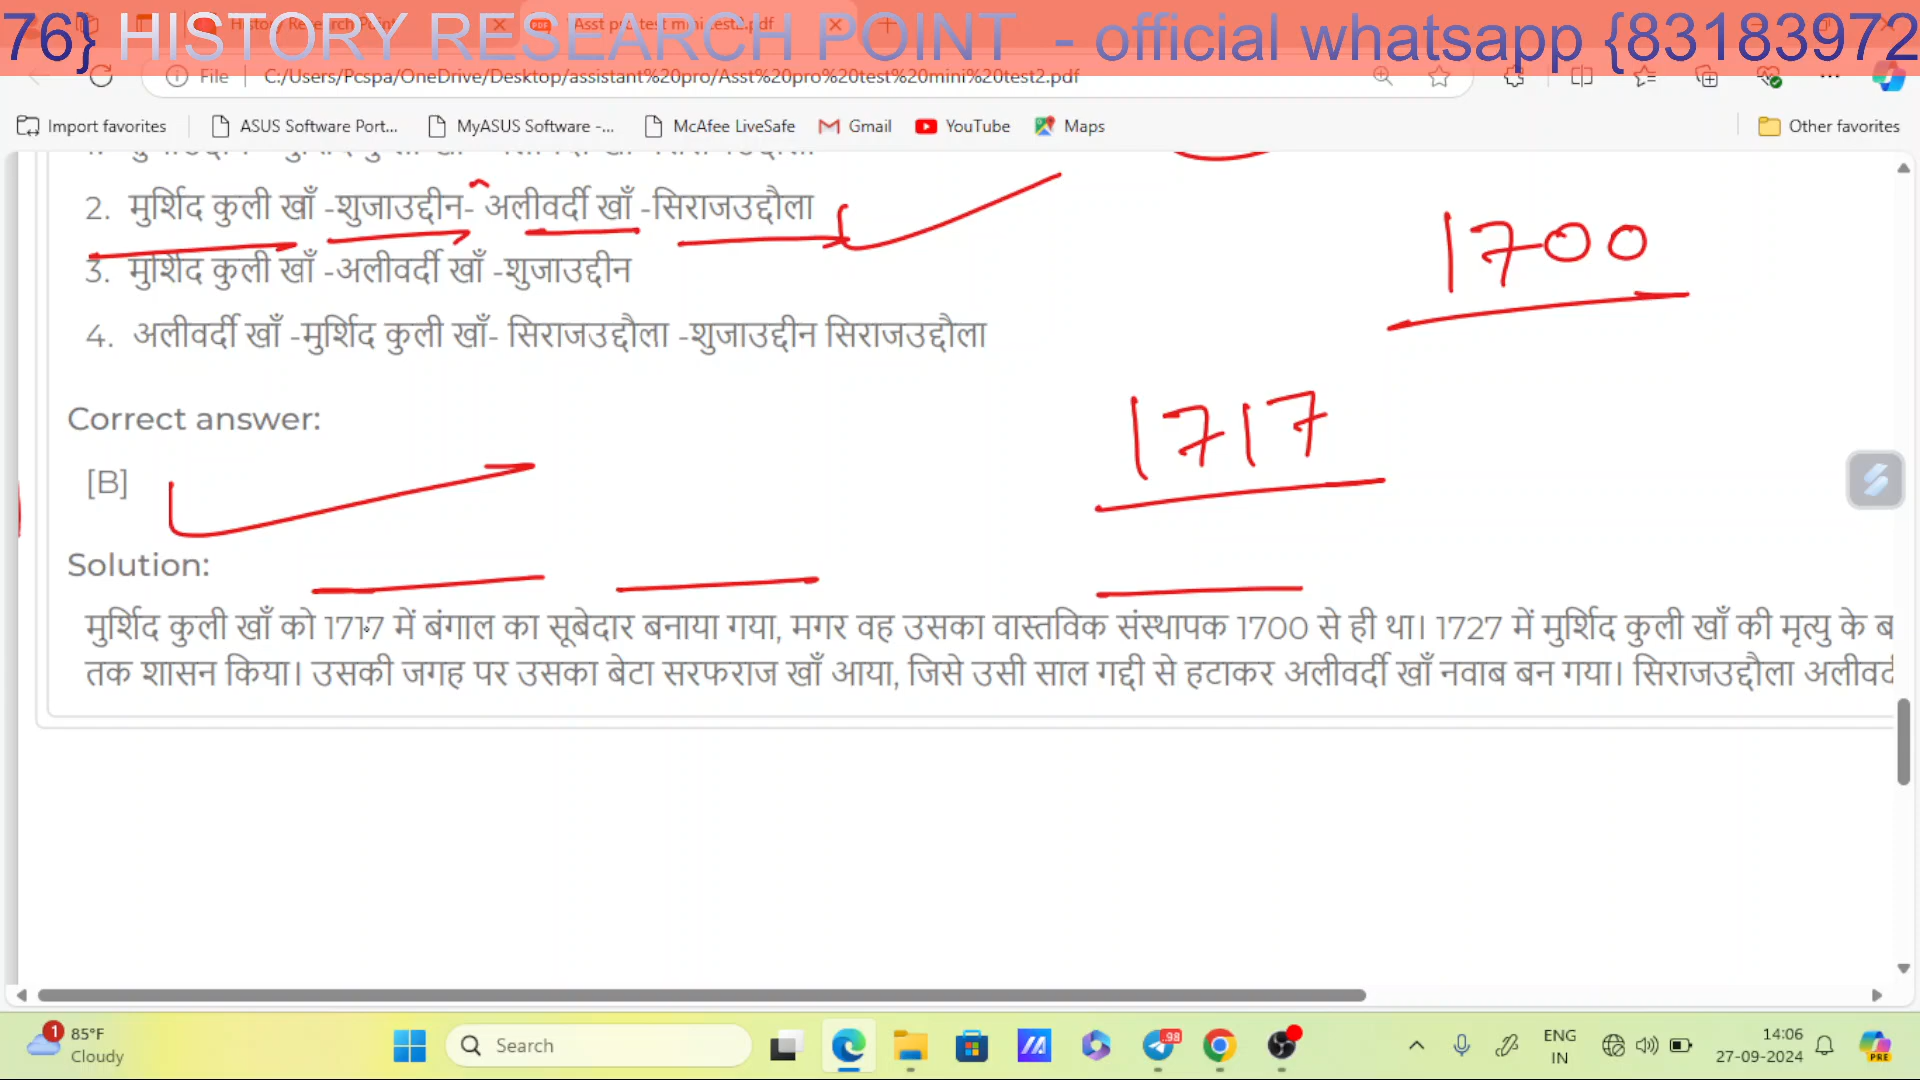 76} HISTORY RESEARCH POINT - official whatsapp {83183972
File C:/Users/Pcspa/OneDrive/Desktop/assistant%20pro/Asst%20pro%20test%20mini%20test2.pdf
Import favorites ASUS Software Port... MyASUS Software -... McAfee LiveSafe Gmail YouTube Maps Other favorites
2. मुर्शिद कुली खाँ -शुजाउद्दीन- अलीवर्दी खाँ -सिराजउद्दौला
1700
3. मुर्शिद कुली खाँ -अलीवर्दी खाँ -शुजाउद्दीन
4. अलीवर्दी खाँ -मुर्शिद कुली खाँ- सिराजउद्दौला -शुजाउद्दीन सिराजउद्दौला
1717
Correct answer:
[B]
Solution:
मुर्शिद कुली खाँ को 1717 में बंगाल का सूबेदार बनाया गया, मगर वह उसका वास्तविक संस्थापक 1700 से ही था। 1727 में मुर्शिद कुली खाँ की मृत्यु के ब
तक शासन किया। उसकी जगह पर उसका बेटा सरफराज खाँ आया, जिसे उसी साल गद्दी से हटाकर अलीवर्दी खाँ नवाब बन गया। सिराजउद्दौला अलीवर्दी
1 85°F
Cloudy
Search
98
ENG
IN
14:06
27-09-2024
PRE